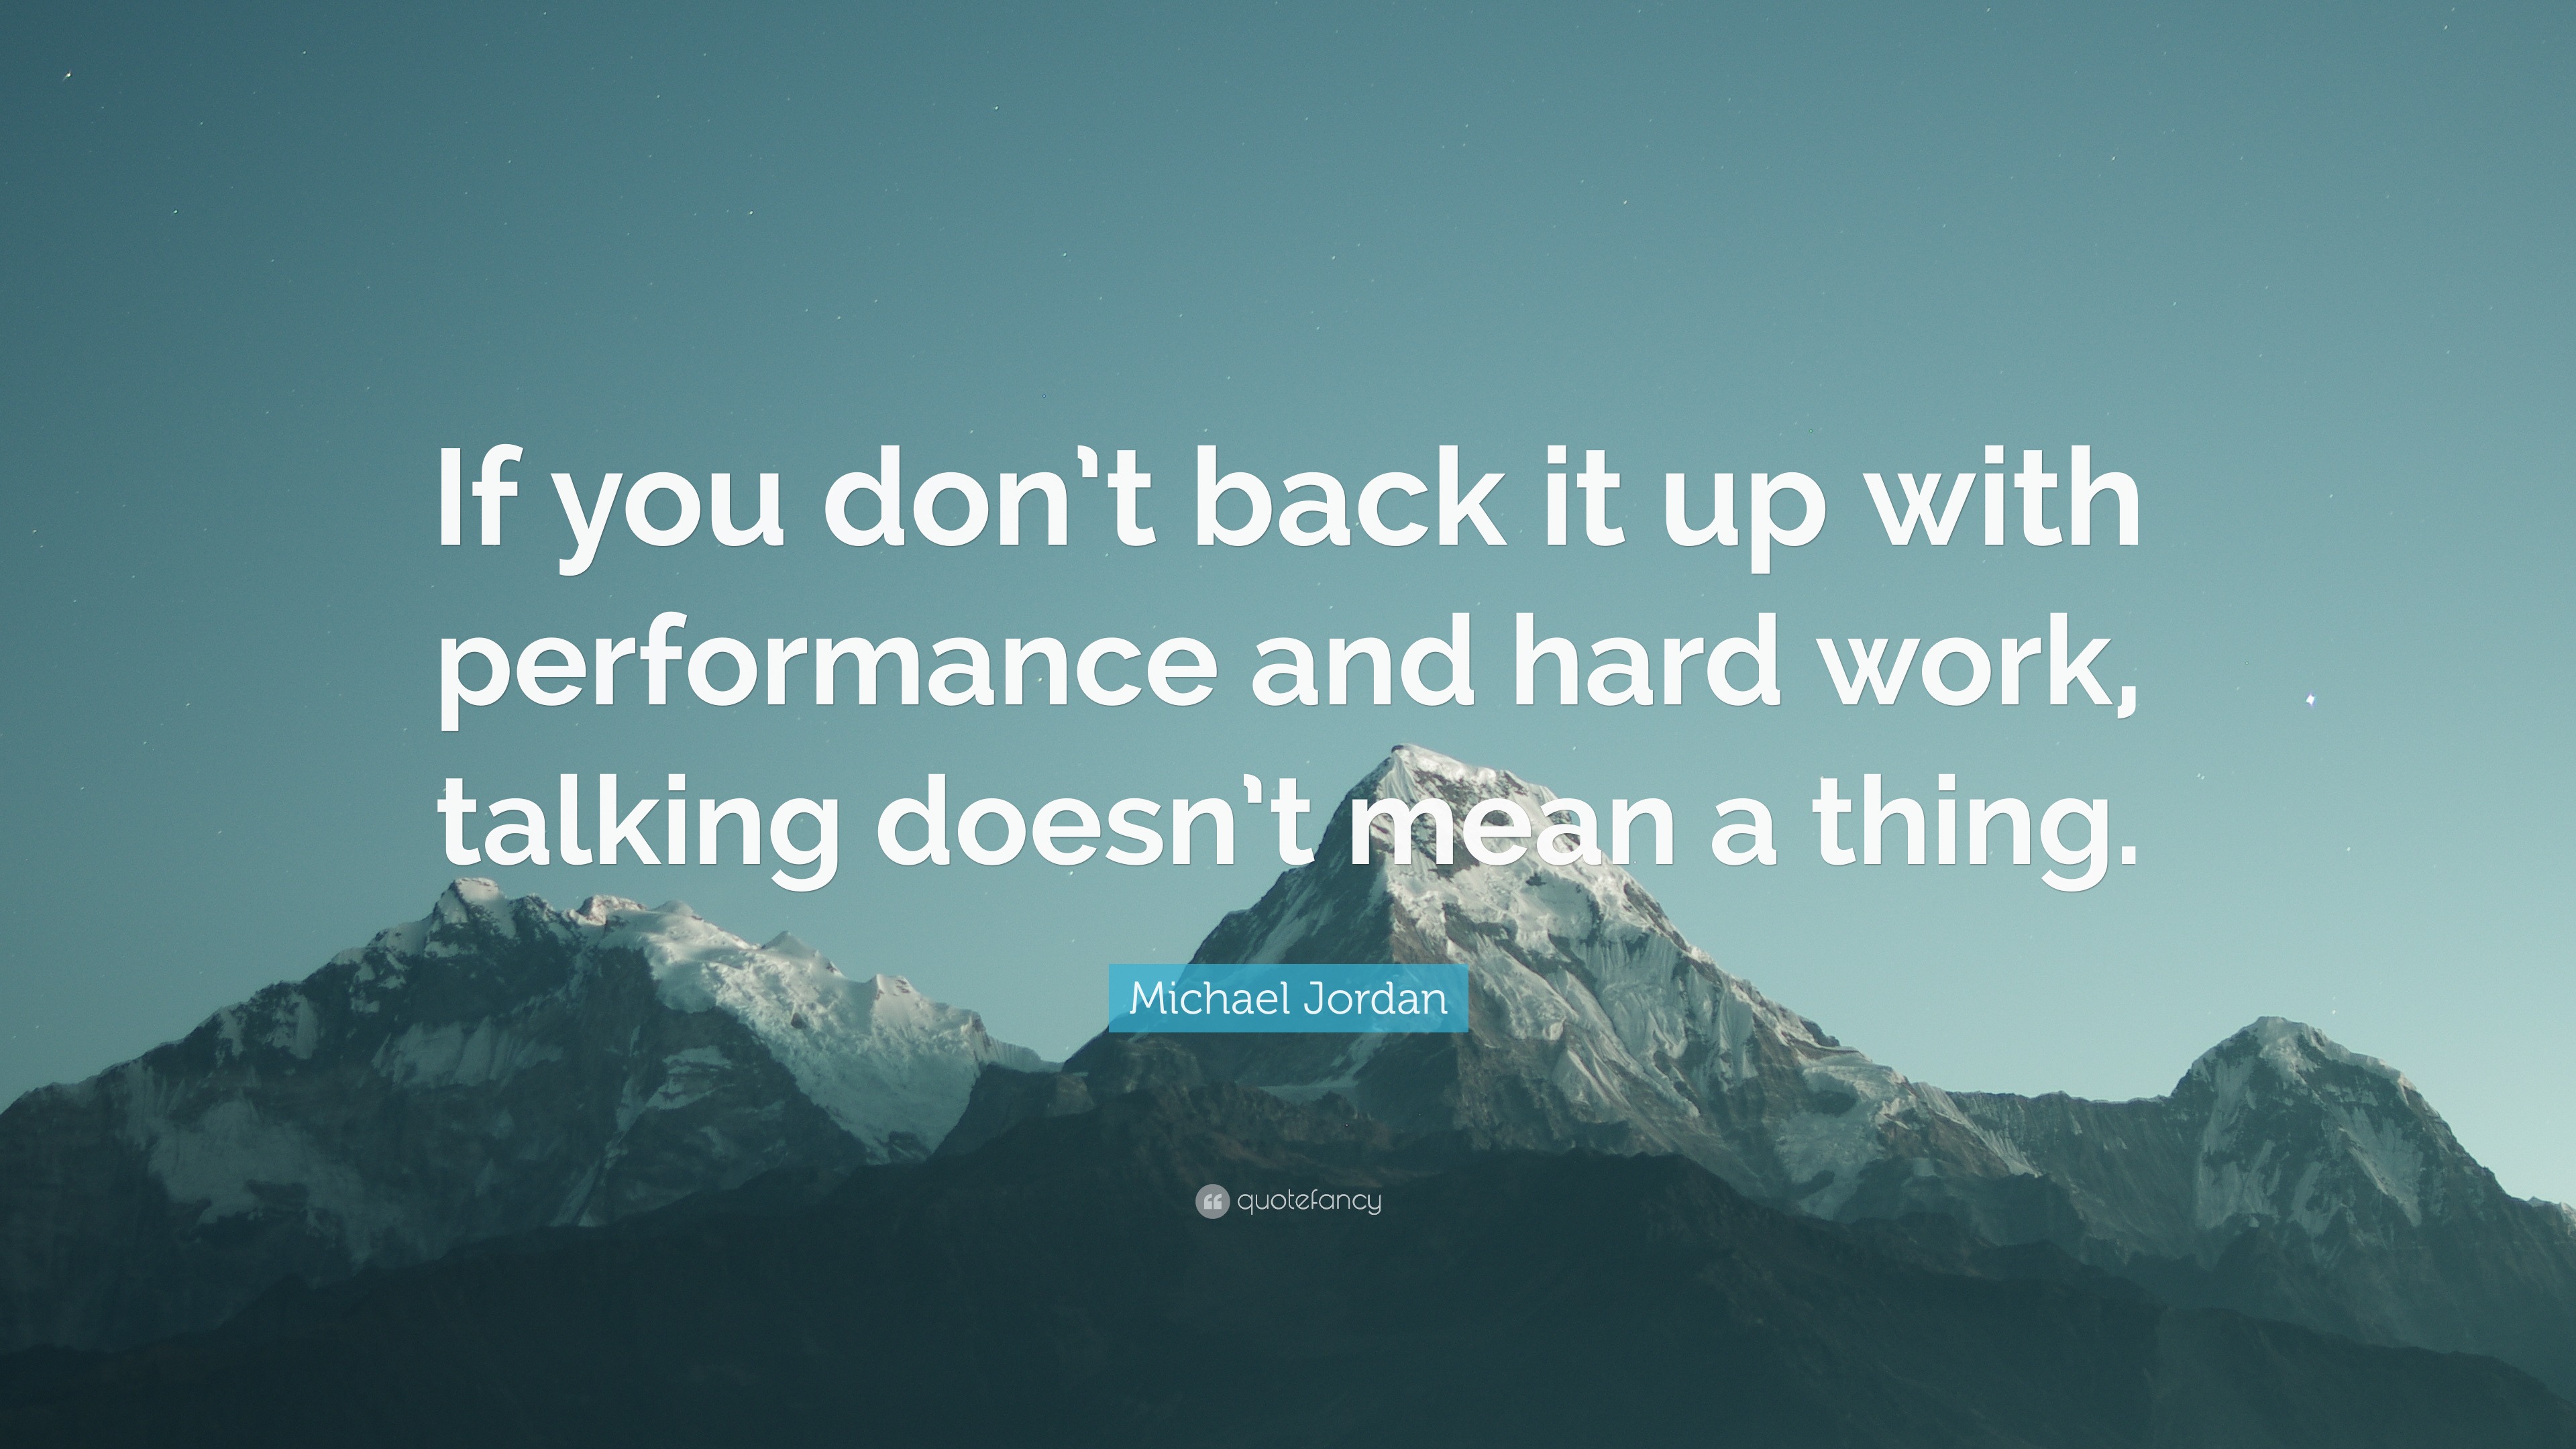 If you don’t back it up with
performance and hard work,
talking doesn’t mean a thing.
Michael Jordan
quotefancy